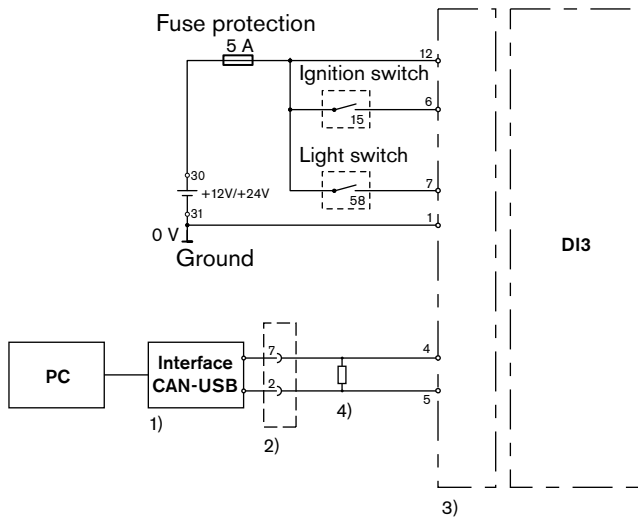 Fuse protection
5 A
12
Ignition switch
15
6
Light switch
58
7
30
+12V/+24V
31
1
0 V
Ground
DI3
PC
Interface
CAN-USB
7
2
4
5
1)
2)
4)
3)